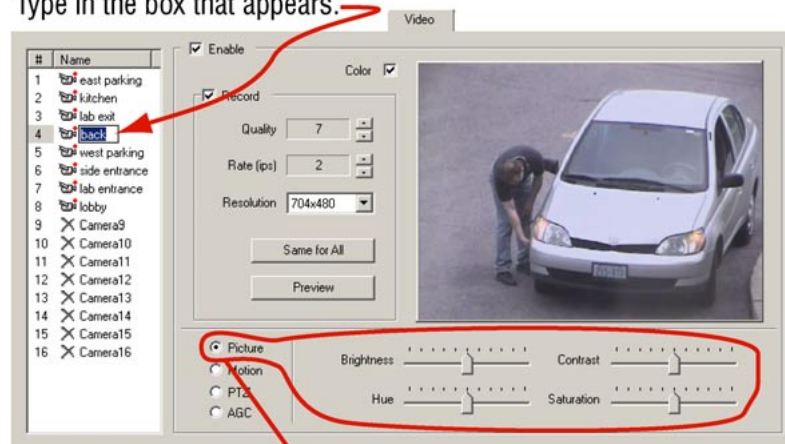 Type in the box that appears.
Video
# Name
1 east parking
2 kitchen
3 lab exit
4 back
5 west parking
6 side entrance
7 lab entrance
8 lobby
9 Camera9
10 Camera10
11 Camera11
12 Camera12
13 Camera13
14 Camera14
15 Camera15
16 Camera16
Enable
Color
Record
Quality 7
Rate (ips) 2
Resolution 704x480
Same for All
Preview
Picture
Motion
PTZ
AGC
Brightness
Contrast
Hue
Saturation